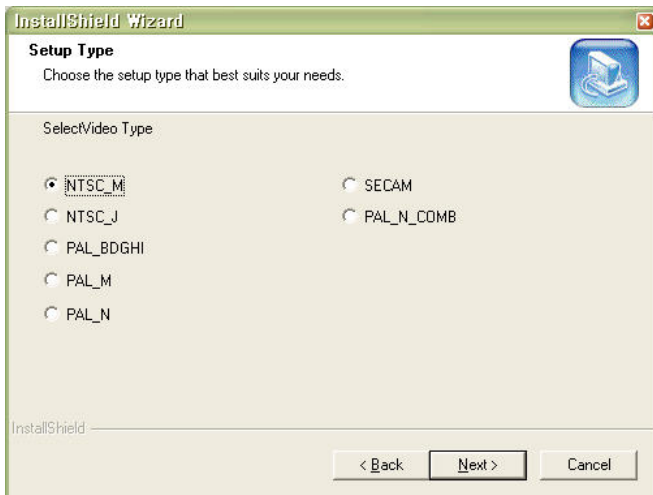 InstallShield Wizard
Setup Type
Choose the setup type that best suits your needs.
SelectVideo Type
NTSC_M
NTSC_J
PAL_BDGHI
PAL_M
PAL_N
SECAM
PAL_N_COMB
InstallShield
< Back
Next >
Cancel